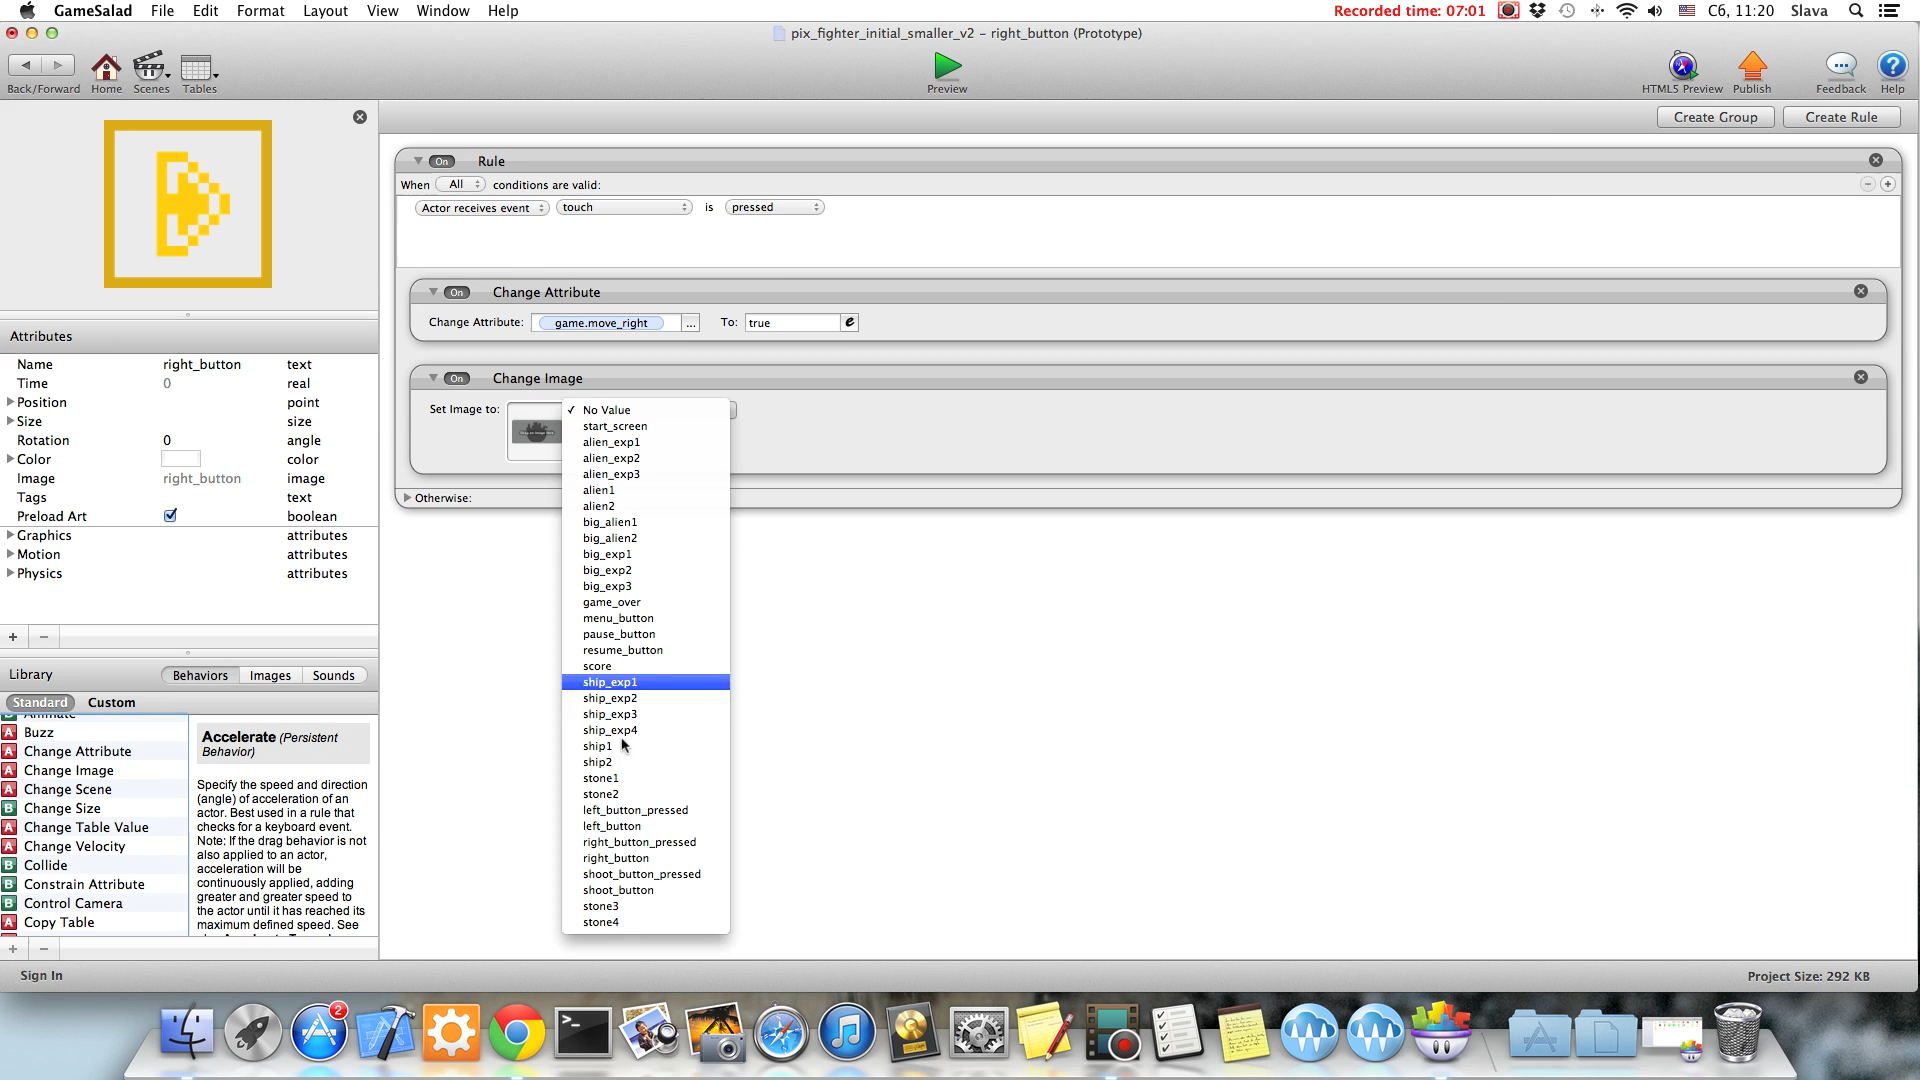 GameSalad File Edit Format Layout View Window Help
Recorded time: 07:01 Сб, 11:20 Slava
pix_fighter_initial_smaller_v2 – right_button (Prototype)
Back/Forward Home Scenes Tables Preview HTML5 Preview Publish Feedback Help
Create Group Create Rule
On Rule
When All conditions are valid:
Actor receives event touch is pressed
On Change Attribute
Change Attribute: game.move_right ... To: true e
On Change Image
Set Image to:
Otherwise:
No Value
start_screen
alien_exp1
alien_exp2
alien_exp3
alien1
alien2
big_alien1
big_alien2
big_exp1
big_exp2
big_exp3
game_over
menu_button
pause_button
resume_button
score
ship_exp1
ship_exp2
ship_exp3
ship_exp4
ship1
ship2
stone1
stone2
left_button_pressed
left_button
right_button_pressed
right_button
shoot_button_pressed
shoot_button
stone3
stone4
Attributes
Name right_button text
Time 0 real
Position point
Size size
Rotation 0 angle
Color color
Image right_button image
Tags text
Preload Art boolean
Graphics attributes
Motion attributes
Physics attributes
Library Behaviors Images Sounds
Standard Custom
B Animate
A Buzz
A Change Attribute
A Change Image
A Change Scene
B Change Size
A Change Table Value
A Change Velocity
B Collide
B Constrain Attribute
B Control Camera
A Copy Table
Accelerate (Persistent
Behavior)
Specify the speed and direction
(angle) of acceleration of an
actor. Best used in a rule that
checks for a keyboard event.
Note: If the drag behavior is not
also applied to an actor,
acceleration will be
continuously applied, adding
greater and greater speed to
the actor until it has reached its
maximum defined speed. See
Sign In
Project Size: 292 KB
2